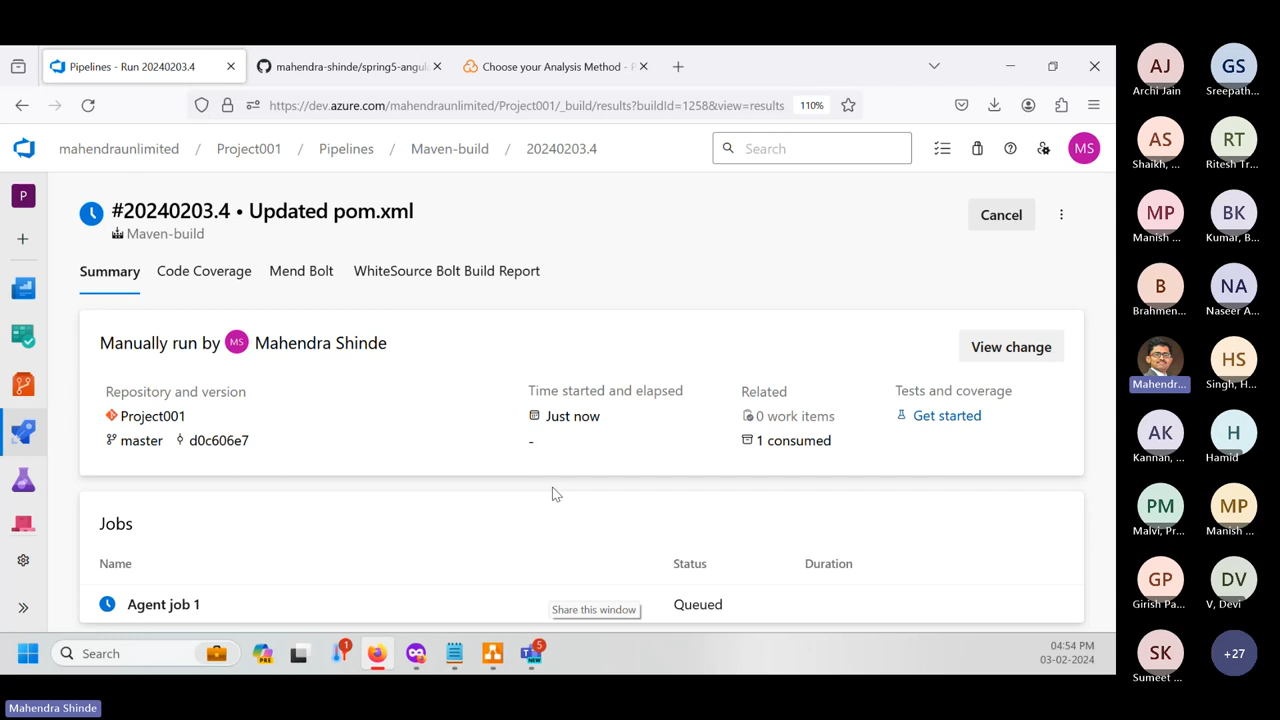 Pipelines - Run 20240203.4
mahendra-shinde/spring5-angul
Choose your Analysis Method - P
https://dev.azure.com/mahendraunlimited/Project001/_build/results?buildId=1258&view=results
110%
mahendraunlimited / Project001 / Pipelines / Maven-build / 20240203.4
Search
MS
P
#20240203.4 • Updated pom.xml
Maven-build
Cancel
Summary
Code Coverage
Mend Bolt
WhiteSource Bolt Build Report
Manually run by MS Mahendra Shinde
View change
Repository and version
Time started and elapsed
Related
Tests and coverage
Project001
Just now
0 work items
Get started
master
d0c606e7
-
1 consumed
Jobs
Name
Status
Duration
Agent job 1
Queued
Share this window
Search
PRE
1
NEW
5
04:54 PM
03-02-2024
Mahendra Shinde
AJ
Archi Jain
GS
Sreepath...
AS
Shaikh, ...
RT
Ritesh Tr...
MP
Manish ...
BK
Kumar, B...
B
Brahmen...
NA
Naseer A...
Mahendr...
HS
Singh, H...
AK
Kannan, ...
H
Hamid
PM
Malvi, Pr...
MP
Manish ...
GP
Girish Pa...
DV
V, Devi
SK
Sumeet ...
+27